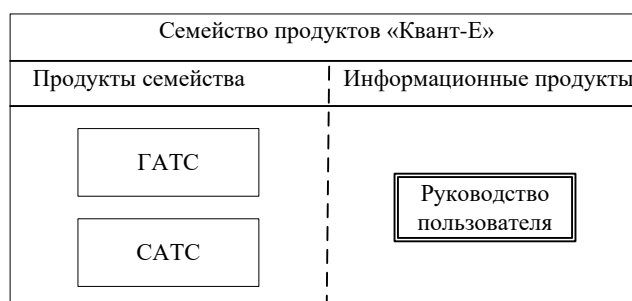 Семейство продуктов «Квант-Е»
Продукты семейства
Информационные продукты
ГАТС
САТС
Руководство
пользователя